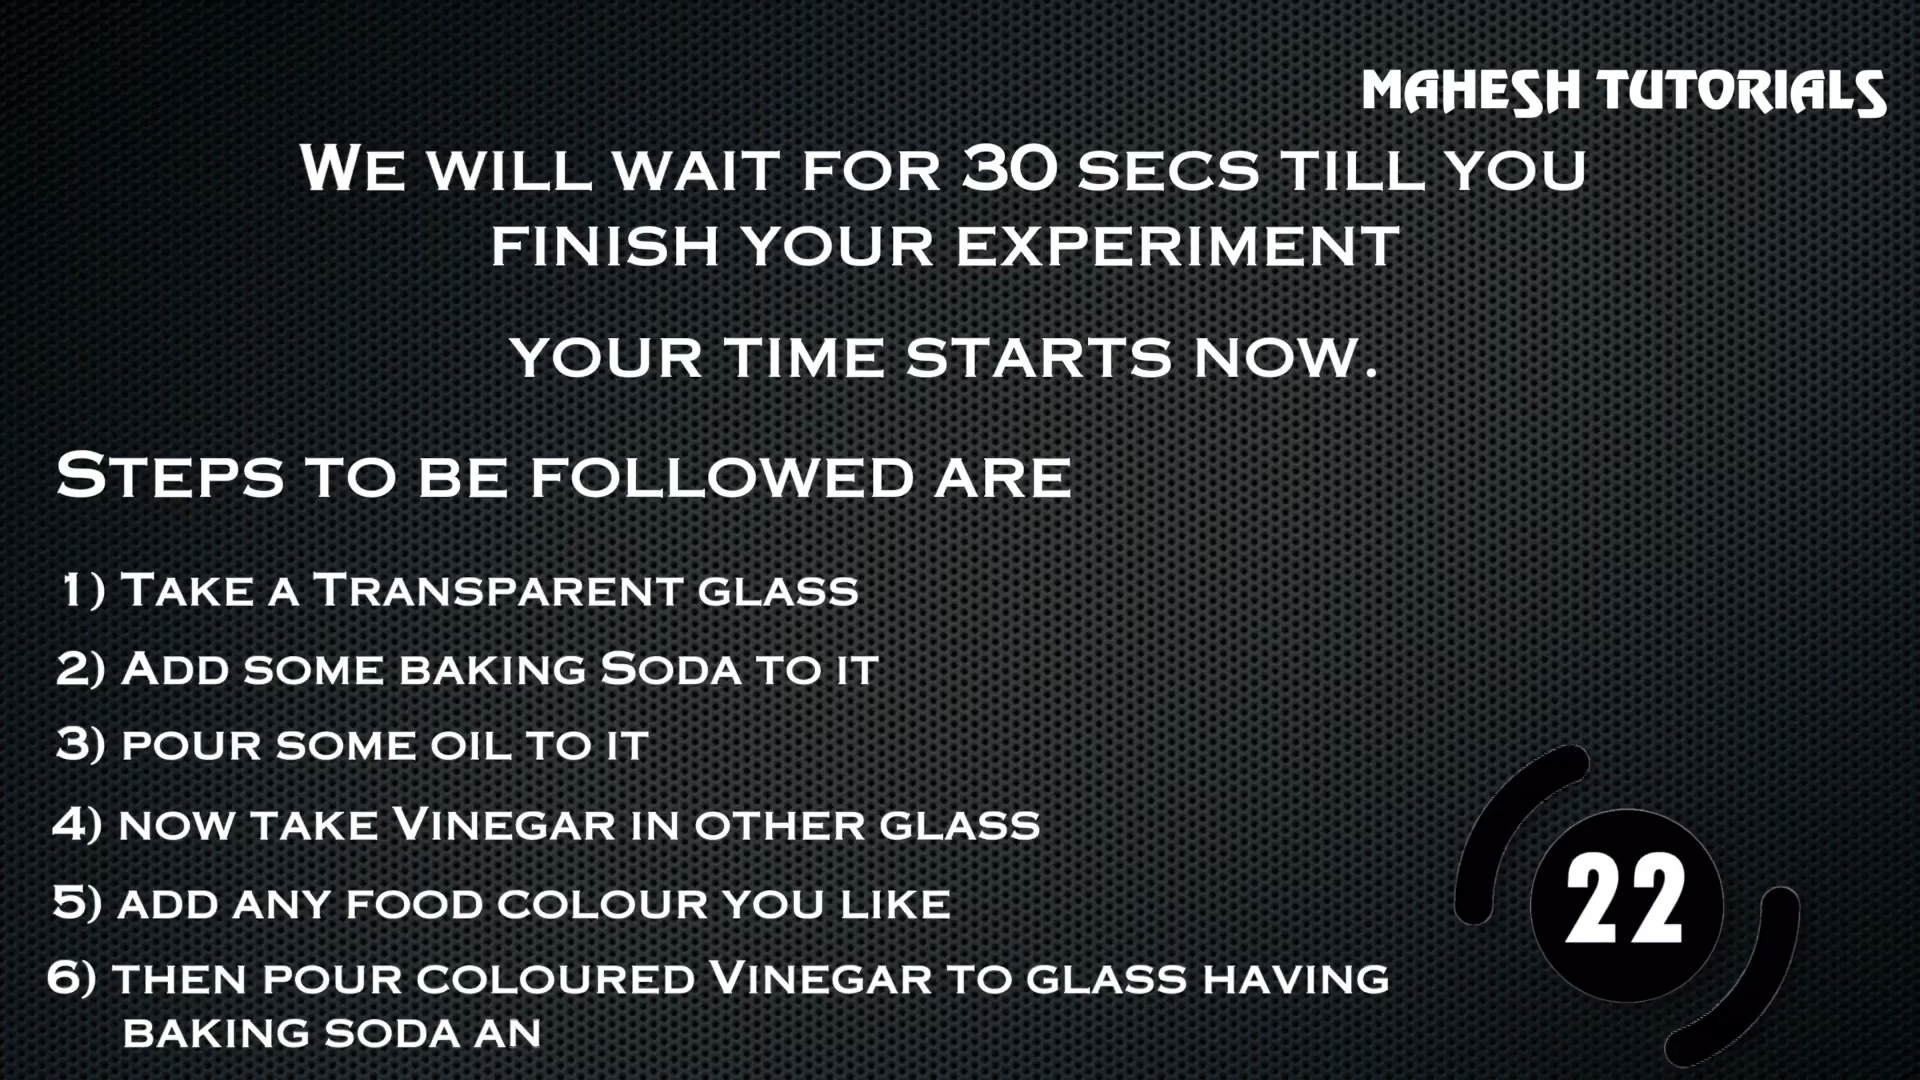 MAHESH TUTORIALS
We will wait for 30 secs till you
finish your experiment
your time starts now.
Steps to be followed are
1) Take a Transparent glass
2) Add some baking Soda to it
3) pour some oil to it
4) now take Vinegar in other glass
5) add any food colour you like
6) then pour coloured Vinegar to glass having
baking soda an
22